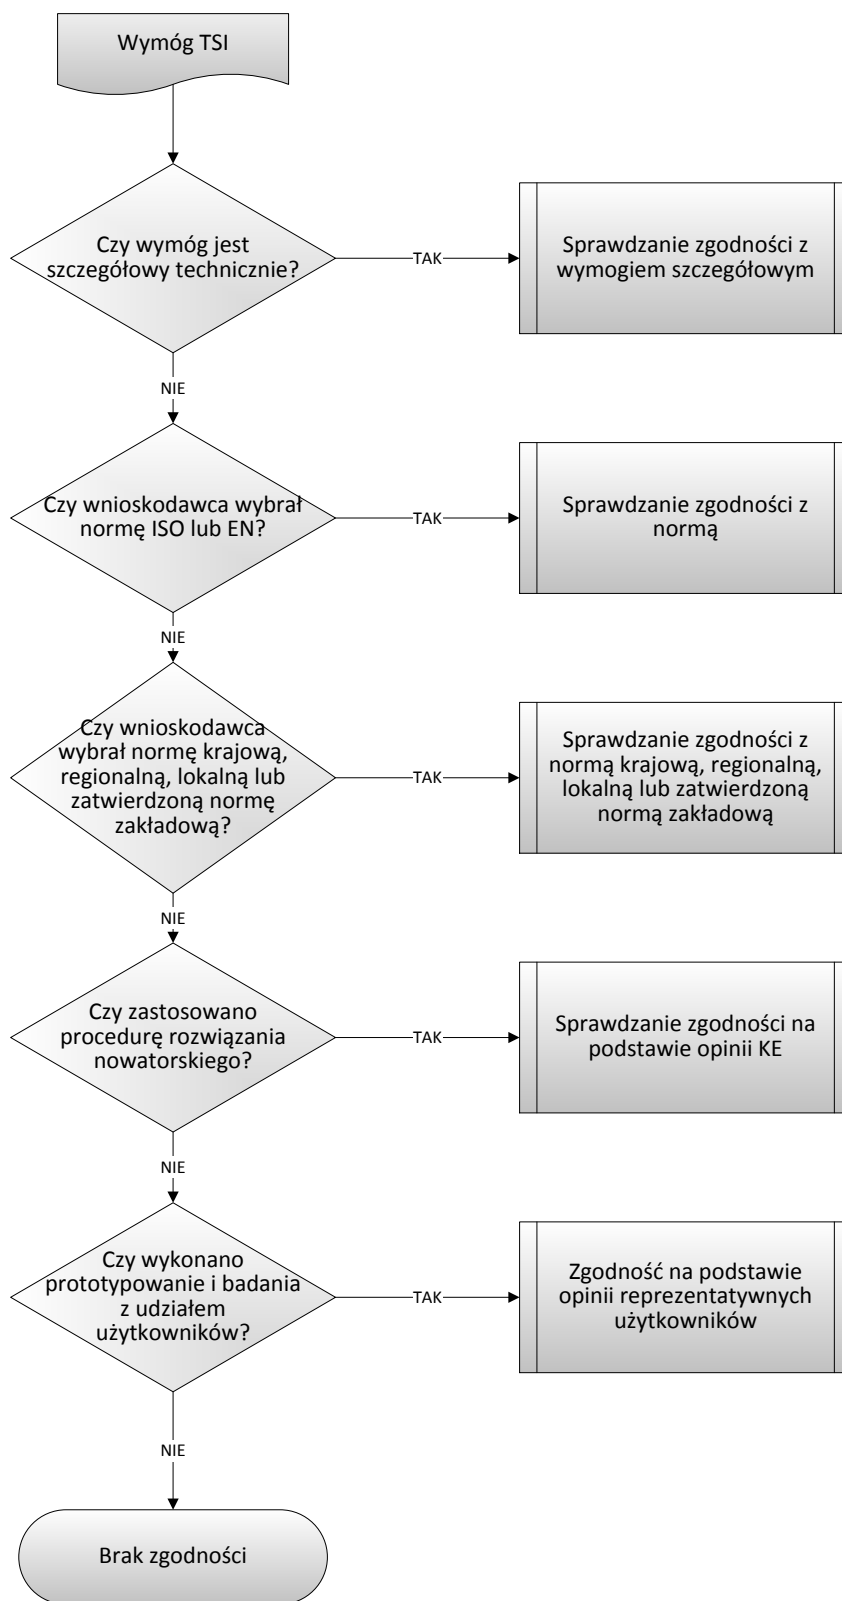 Wymóg TSI
Czy wymóg jest
szczegółowy technicznie?
TAK
Sprawdzanie zgodności z
wymogiem szczegółowym
NIE
Czy wnioskodawca wybrał
normę ISO lub EN?
TAK
Sprawdzanie zgodności z
normą
NIE
Czy wnioskodawca
wybrał normę krajową,
regionalną, lokalną lub
zatwierdzoną normę
zakładową?
TAK
Sprawdzanie zgodności z
normą krajową, regionalną,
lokalną lub zatwierdzoną
normą zakładową
NIE
Czy zastosowano
procedurę rozwiązania
nowatorskiego?
TAK
Sprawdzanie zgodności na
podstawie opinii KE
NIE
Czy wykonano
prototypowanie i badania
z udziałem
użytkowników?
TAK
Zgodność na podstawie
opinii reprezentatywnych
użytkowników
NIE
Brak zgodności